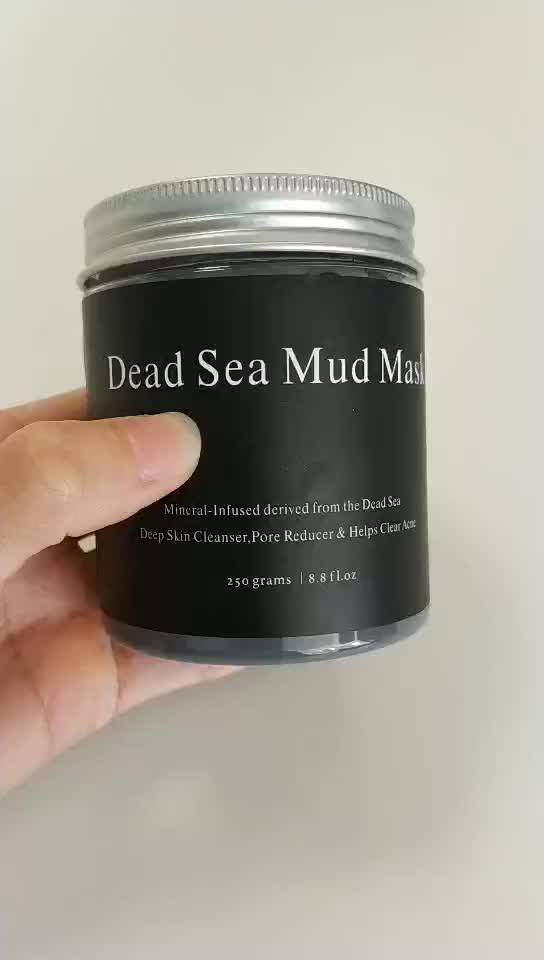 Dead Sea Mud Mask
Mineral-Infused derived from the Dead Sea
Deep Skin Cleanser,Pore Reducer & Helps Clear Acne
250 grams | 8.8 fl.oz